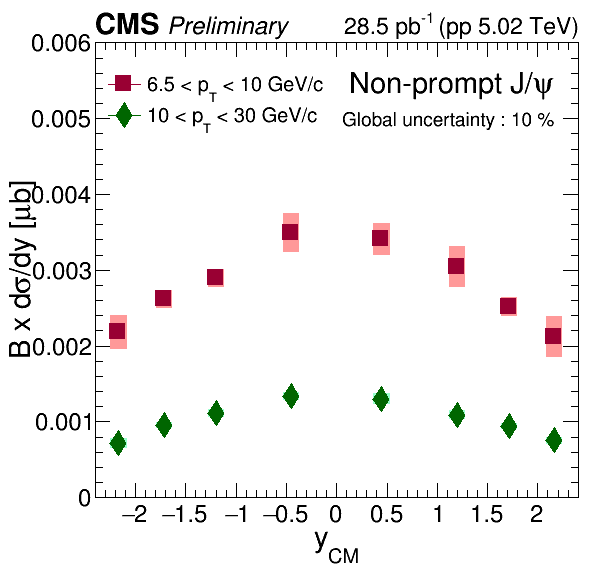 CMS Preliminary 28.5 pb⁻¹ (pp 5.02 TeV)
6.5 < p_T < 10 GeV/c
10 < p_T < 30 GeV/c
Non-prompt J/ψ
Global uncertainty : 10 %
B x dσ/dy [μb]
0.006
0.005
0.004
0.003
0.002
0.001
0
−2 −1.5 −1 −0.5 0 0.5 1 1.5 2
y_CM